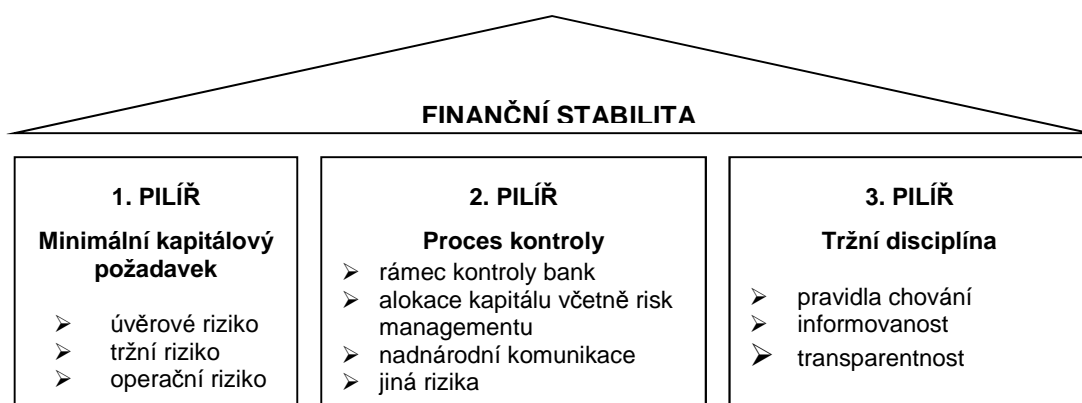 FINANČNÍ STABILITA
1. PILÍŘ
Minimální kapitálový
požadavek
➢ úvěrové riziko
➢ tržní riziko
➢ operační riziko
2. PILÍŘ
Proces kontroly
➢ rámec kontroly bank
➢ alokace kapitálu včetně risk
managementu
➢ nadnárodní komunikace
➢ jiná rizika
3. PILÍŘ
Tržní disciplína
➢ pravidla chování
➢ informovanost
➢ transparentnost